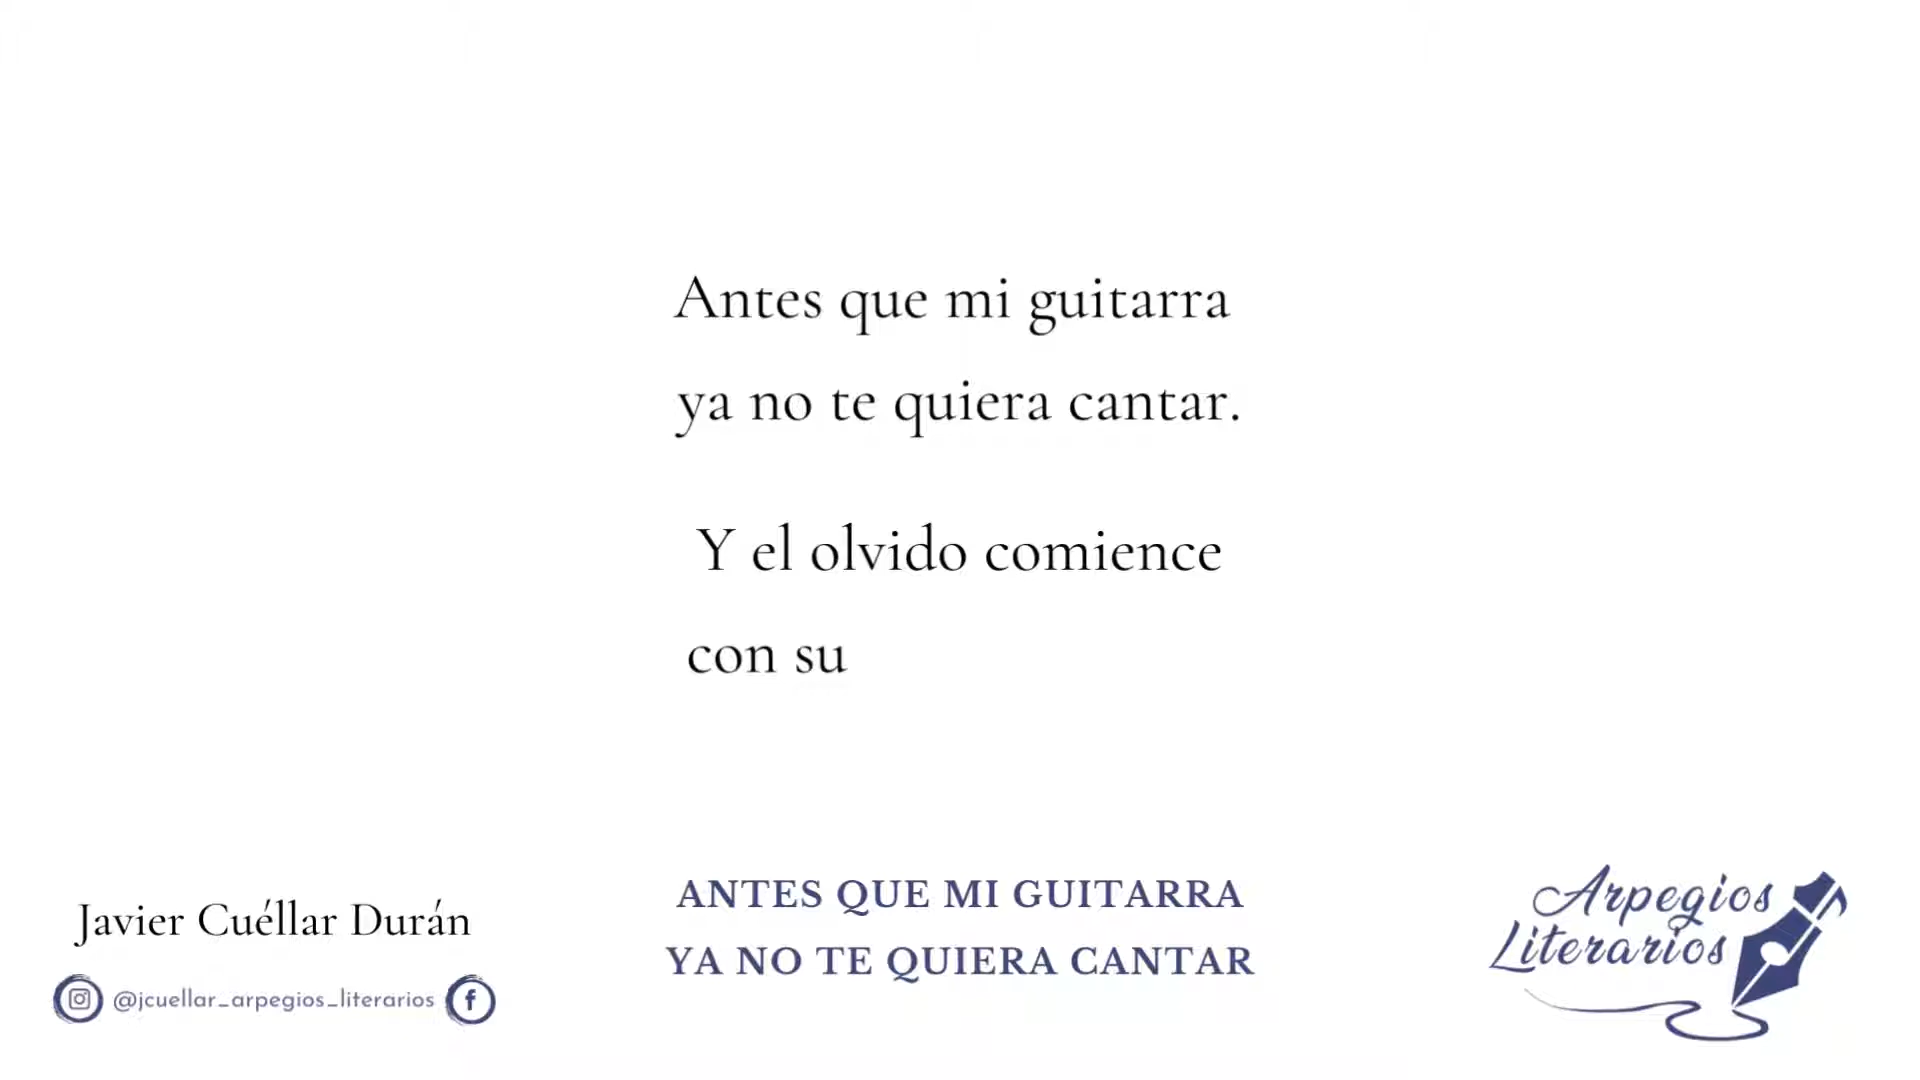 Antes que mi guitarra
ya no te quiera cantar.
Y el olvido comience
con su
Javier Cuéllar Durán
@jcuellar_arpegios_literarios
ANTES QUE MI GUITARRA
YA NO TE QUIERA CANTAR
Arpegios
Literarios